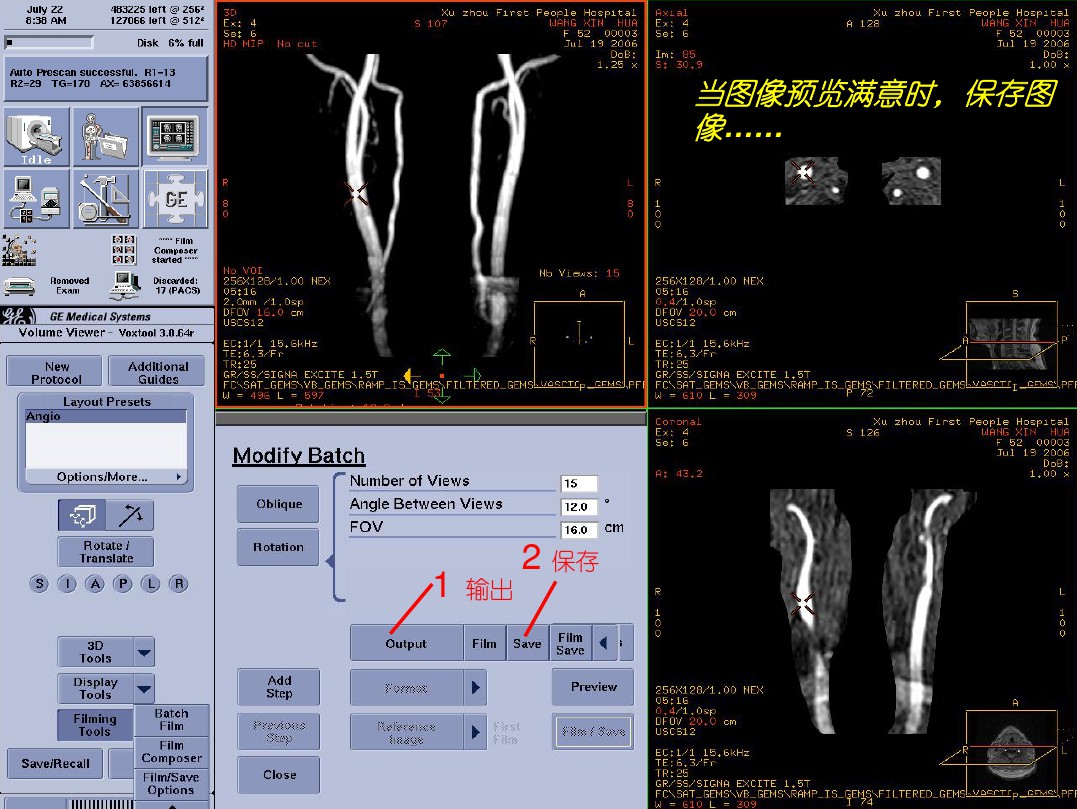 July 22
8:38 AM
483225 left @ 256²
127066 left @ 512²
Disk 6% full
Auto Prescan successful. R1-13
R2=29 TG=170 AX= 63856614
Idle
GE
"" Film
Composer
started ""
Removed
Exam
Discarded:
17 (PACS)
GE Medical Systems
Volume Viewer - Voxtool 3.0.64r
New
Protocol
Additional
Guides
Layout Presets
Angio
Options/More...
Rotate /
Translate
S I A P L R
3D
Tools
Display
Tools
Filming
Tools
Batch
Film
Film
Composer
Film/Save
Options
Save/Recall
3D
Ex: 4
Se: 6
HD MIP No cut
S 107
Xu zhou First People Hospital
WANG XIN HUA
F 52 00003
Jul 19 2006
DoB:
1.25 x
R
8
0
L
8
0
No VOI
256X128/1.00 NEX
05:16
2.0mm /1.0sp
DFOV 16.0 cm
USCS12
EC:1/1 15.6kHz
TE:6.3/Fr
TR:25
GR/SS/SIGNA EXCITE 1.5T
FC\SAT_GEMS\VB_GEMS\RAMP_IS_GEMS\FILTERED_GEMS\VASCTI_GEMS\PFF
W = 496 L = 597
Nb Views: 15
A
R
L
P
Axial
Ex: 4
Se: 6
Im: 85
S: 30.9
A 128
Xu zhou First People Hospital
WANG XIN HUA
F 52 00003
Jul 19 2006
DoB:
1.00 x
当图像预览满意时，保存图
像......
R
1
0
0
L
1
0
0
256X128/1.00 NEX
05:16
0.4/1.0sp
DFOV 20.0 cm
USCS12
EC:1/1 15.6kHz
TE:6.3/Fr
TR:25
GR/SS/SIGNA EXCITE 1.5T
W = 610 L = 309
P 72
S
A
P
I
Modify Batch
Oblique
Rotation
Number of Views 15
Angle Between Views 12.0 °
FOV 16.0 cm
1 输出
2 保存
Output
Film
Save
Film
Save
Add
Step
Format
Preview
Previous
Step
Reference
Image
First
Film
Film / Save
Close
Coronal
Ex: 4
Se: 6
A: 43.2
S 126
Xu zhou First People Hospital
WANG XIN HUA
F 52 00003
Jul 19 2006
DoB:
1.00 x
R
1
0
0
L
1
0
0
256X128/1.00 NEX
05:16
0.4/1.0sp
DFOV 20.0 cm
USCS12
EC:1/1 15.6kHz
TE:6.3/Fr
TR:25
GR/SS/SIGNA EXCITE 1.5T
W = 610 L = 309
I 74
A
R
L
P